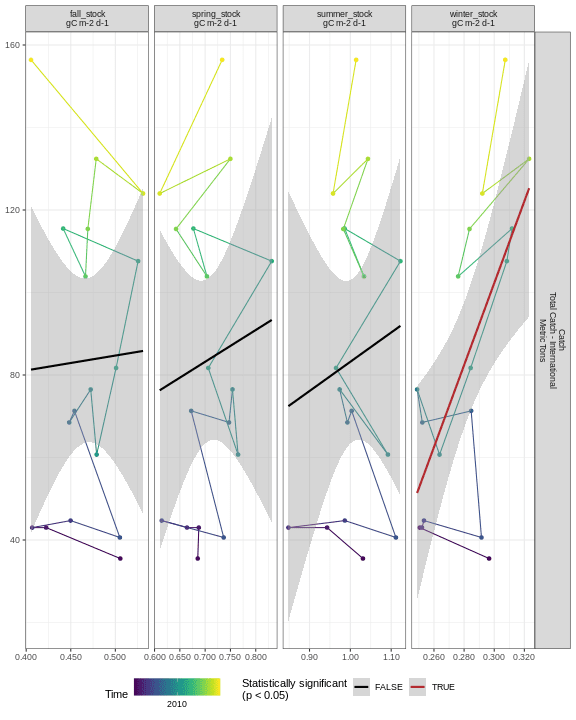 fall_stock
gC m-2 d-1
spring_stock
gC m-2 d-1
summer_stock
gC m-2 d-1
winter_stock
gC m-2 d-1
160
120
80
40
Catch
Total Catch - International
Metric Tons
0.400 0.450 0.500 0.600 0.650 0.700 0.800 0.90 1.00 1.10 0.260 0.280 0.300 0.320
Time
2010
Statistically significant
(p < 0.05)
FALSE
TRUE